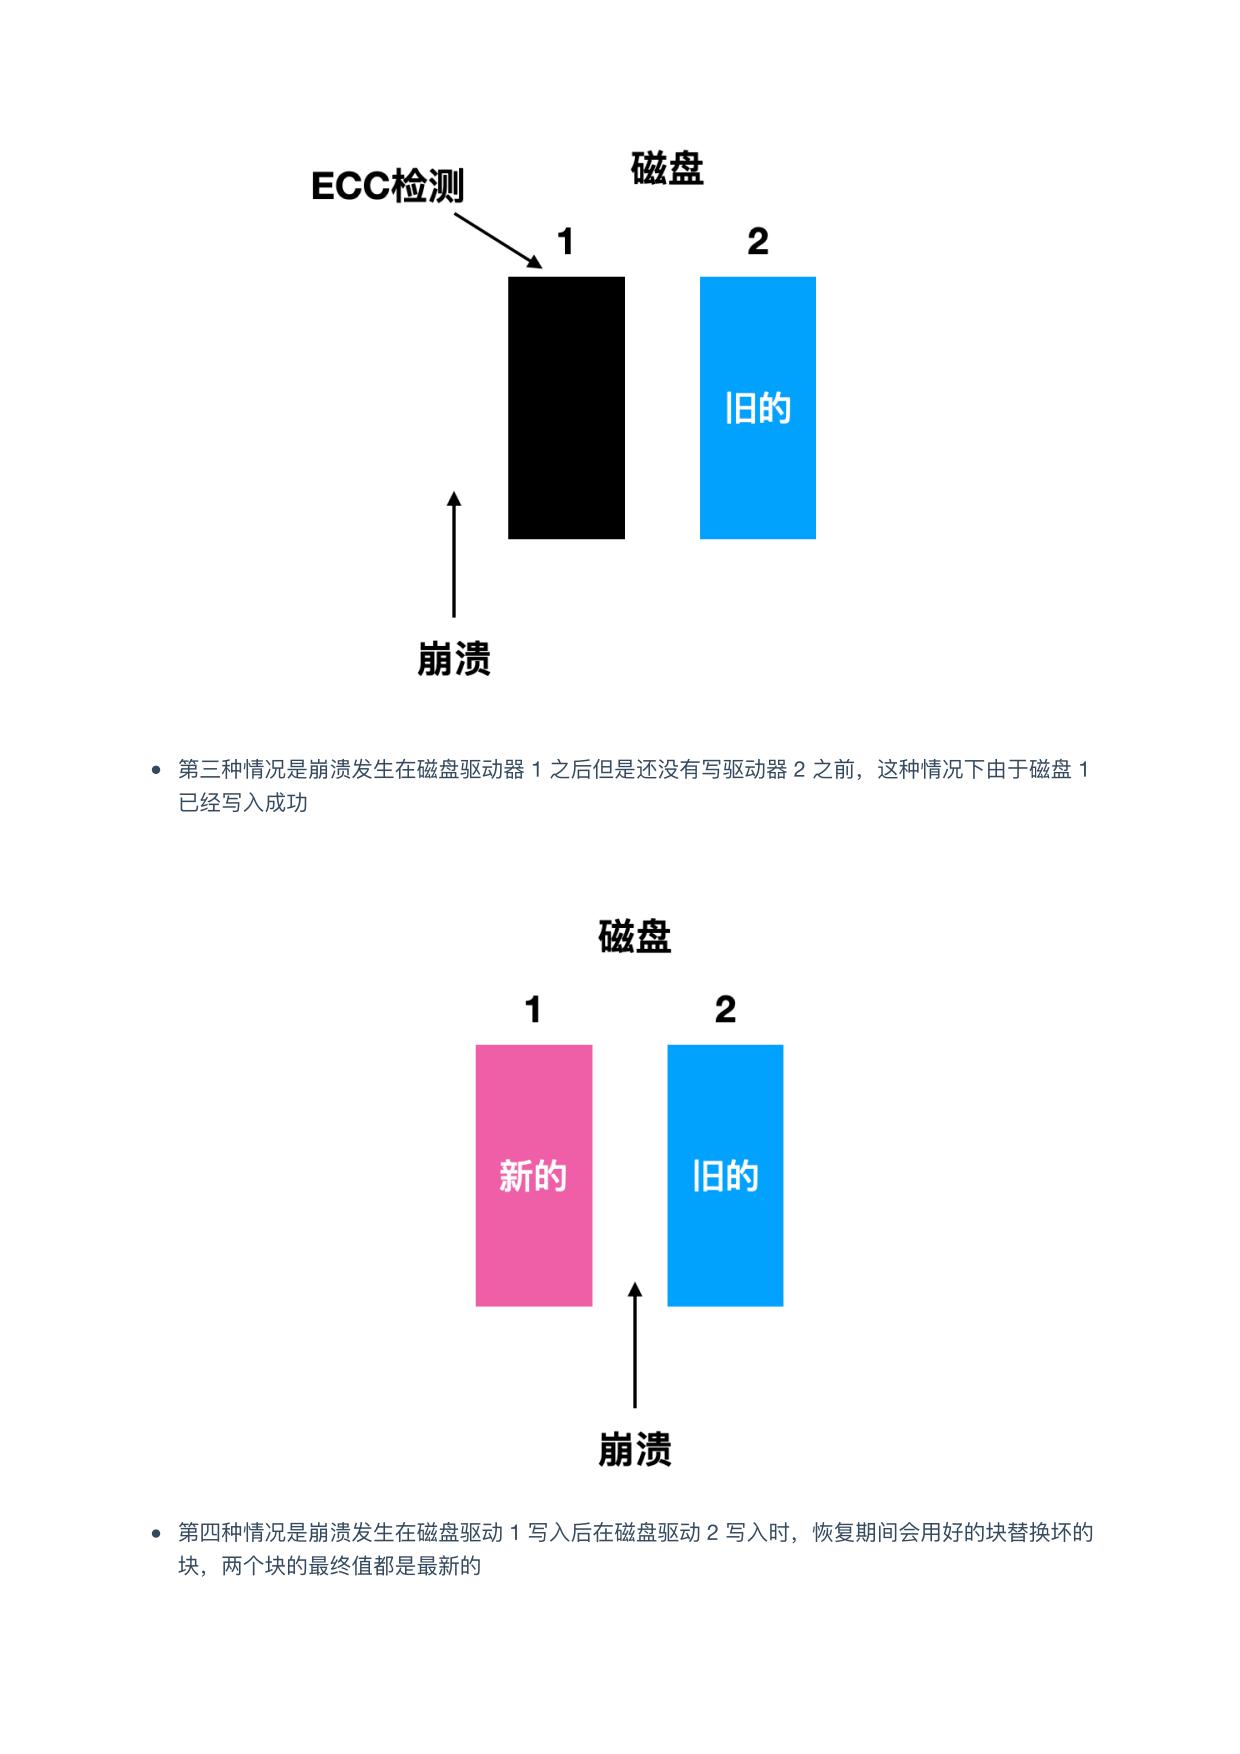 磁盘
ECC检测
1
2
旧的
崩溃
第三种情况是崩溃发生在磁盘驱动器 1 之后但是还没有写驱动器 2 之前，这种情况下由于磁盘 1
已经写入成功
磁盘
1
2
新的
旧的
崩溃
第四种情况是崩溃发生在磁盘驱动 1 写入后在磁盘驱动 2 写入时，恢复期间会用好的块替换坏的
块，两个块的最终值都是最新的